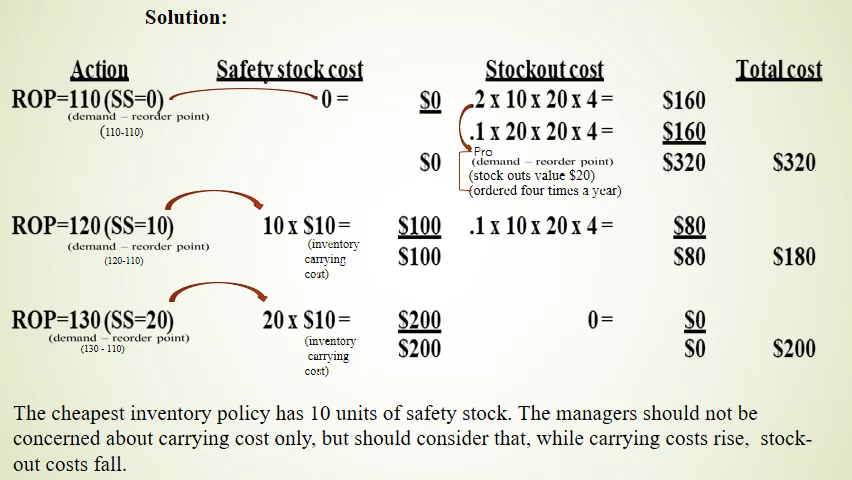 Solution:
Action Safety stock cost Stockout cost Total cost
ROP=110 (SS=0) 0 = $0 .2 x 10 x 20 x 4 = $160
(demand – reorder point)
(110-110)
.1 x 20 x 20 x 4 = $160
Pro
$0 (demand – reorder point) $320 $320
(stock outs value $20)
(ordered four times a year)
ROP=120 (SS=10) 10 x $10 = $100 .1 x 10 x 20 x 4 = $80
(demand – reorder point) (inventory
(120-110) carrying $100 $80 $180
cost)
ROP=130 (SS=20) 20 x $10 = $200 0 = $0
(demand – reorder point) (inventory
(130 - 110) carrying $200 $0 $200
cost)
The cheapest inventory policy has 10 units of safety stock. The managers should not be
concerned about carrying cost only, but should consider that, while carrying costs rise, stock-
out costs fall.